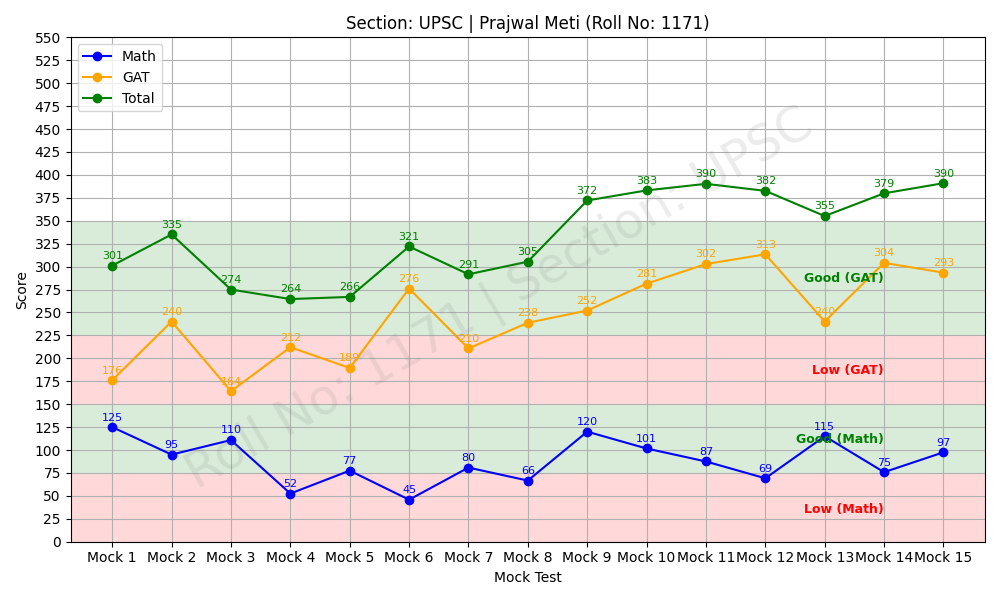 Section: UPSC | Prajwal Meti (Roll No: 1171)
Math
GAT
Total
550
525
500
475
450
425
400
375
350
325
300
275
250
225
200
175
150
125
100
75
50
25
0
Score
301 335 274 264 266 321 291 305 372 383 390 382 355 379 390
176 240 164 212 189 276 210 238 252 281 302 313 240 304 293
125 95 110 52 77 45 80 66 120 101 87 69 115 75 97
Good (GAT)
Low (GAT)
Good (Math)
Low (Math)
Roll No: 1171 | Section: UPSC
Mock 1 Mock 2 Mock 3 Mock 4 Mock 5 Mock 6 Mock 7 Mock 8 Mock 9 Mock 10 Mock 11 Mock 12 Mock 13 Mock 14 Mock 15
Mock Test